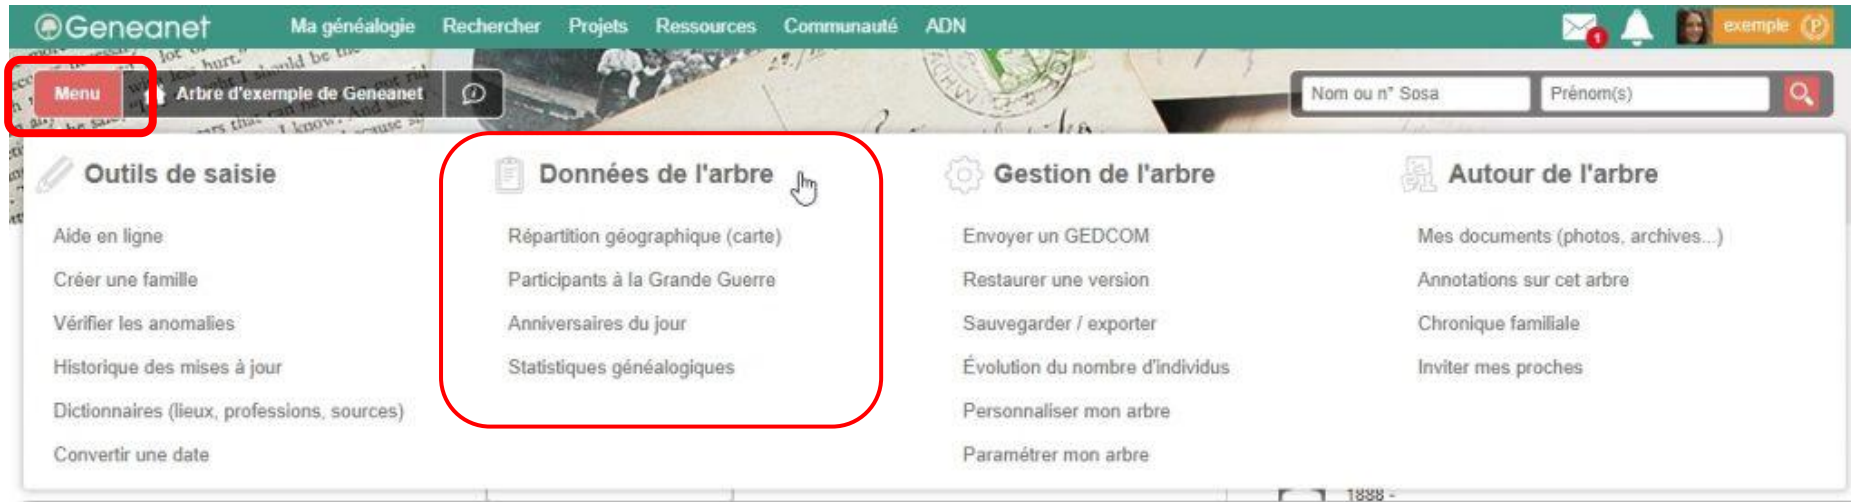 Geneanet Ma généalogie Rechercher Projets Ressources Communauté ADN 1 exemple P
Menu Arbre d'exemple de Geneanet Nom ou n° Sosa Prénom(s)
Outils de saisie
Aide en ligne
Créer une famille
Vérifier les anomalies
Historique des mises à jour
Dictionnaires (lieux, professions, sources)
Convertir une date
Données de l'arbre
Répartition géographique (carte)
Participants à la Grande Guerre
Anniversaires du jour
Statistiques généalogiques
Gestion de l'arbre
Envoyer un GEDCOM
Restaurer une version
Sauvegarder / exporter
Évolution du nombre d'individus
Personnaliser mon arbre
Paramétrer mon arbre
Autour de l'arbre
Mes documents (photos, archives...)
Annotations sur cet arbre
Chronique familiale
Inviter mes proches
1888 -